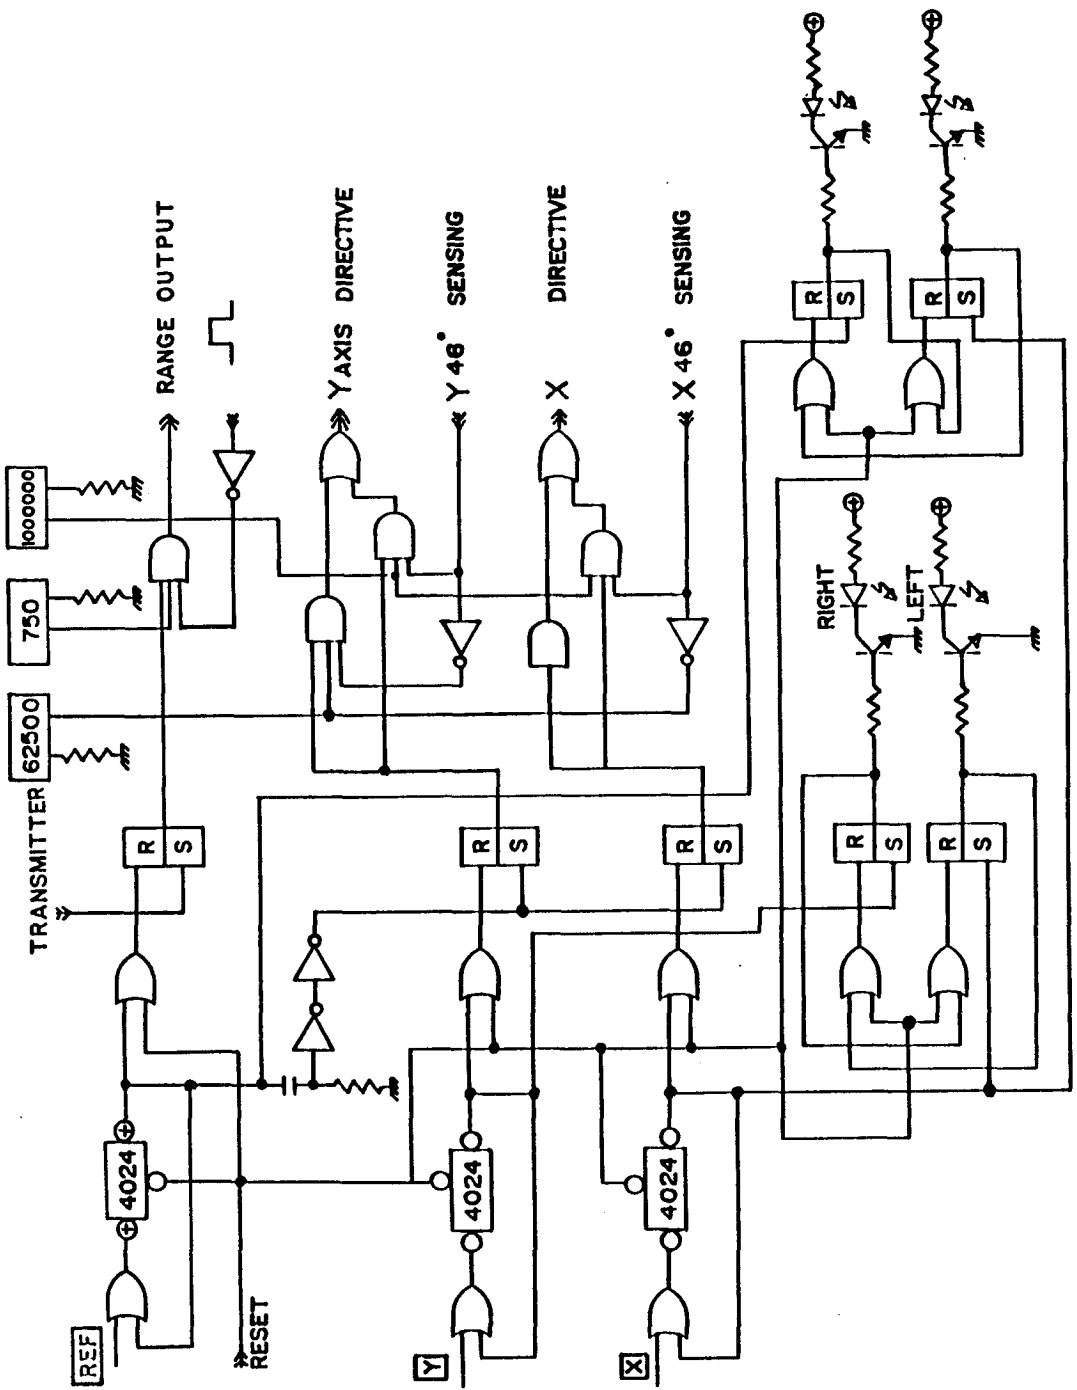 TRANSMITTER
62500
750
1000000
RANGE OUTPUT
Y AXIS DIRECTIVE
Y 46° SENSING
X DIRECTIVE
X 46° SENSING
R
S
R
S
R
S
R
S
R
S
R
S
R
S
RIGHT
LEFT
REF
4024
RESET
Y
4024
X
4024